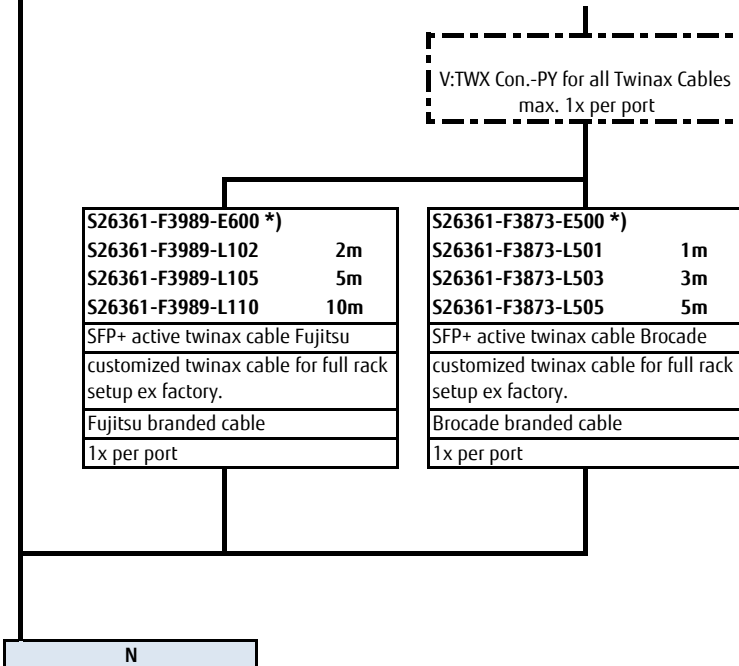 V:TWX Con.-PY for all Twinax Cables
max. 1x per port
S26361-F3989-E600 *)
S26361-F3989-L102 2m
S26361-F3989-L105 5m
S26361-F3989-L110 10m
SFP+ active twinax cable Fujitsu
customized twinax cable for full rack
setup ex factory.
Fujitsu branded cable
1x per port
S26361-F3873-E500 *)
S26361-F3873-L501 1m
S26361-F3873-L503 3m
S26361-F3873-L505 5m
SFP+ active twinax cable Brocade
customized twinax cable for full rack
setup ex factory.
Brocade branded cable
1x per port
N